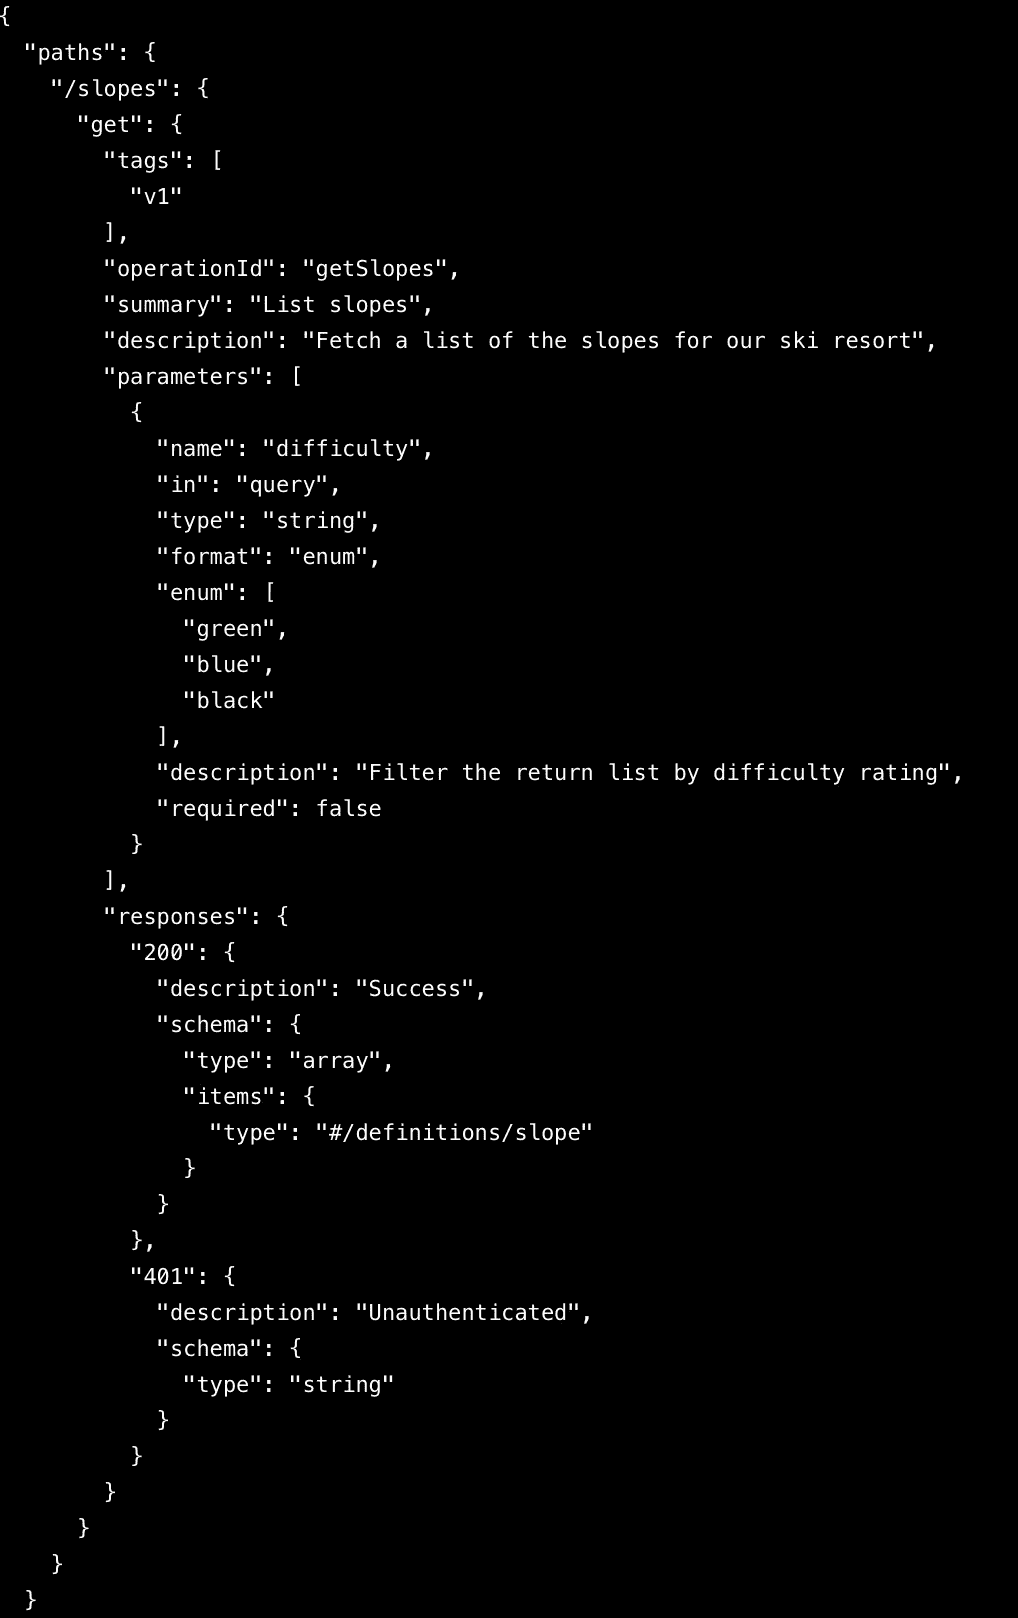 {
  "paths": {
    "/slopes": {
      "get": {
        "tags": [
          "v1"
        ],
        "operationId": "getSlopes",
        "summary": "List slopes",
        "description": "Fetch a list of the slopes for our ski resort",
        "parameters": [
          {
            "name": "difficulty",
            "in": "query",
            "type": "string",
            "format": "enum",
            "enum": [
              "green",
              "blue",
              "black"
            ],
            "description": "Filter the return list by difficulty rating",
            "required": false
          }
        ],
        "responses": {
          "200": {
            "description": "Success",
            "schema": {
              "type": "array",
              "items": {
                "type": "#/definitions/slope"
              }
            }
          },
          "401": {
            "description": "Unauthenticated",
            "schema": {
              "type": "string"
            }
          }
        }
      }
    }
  }